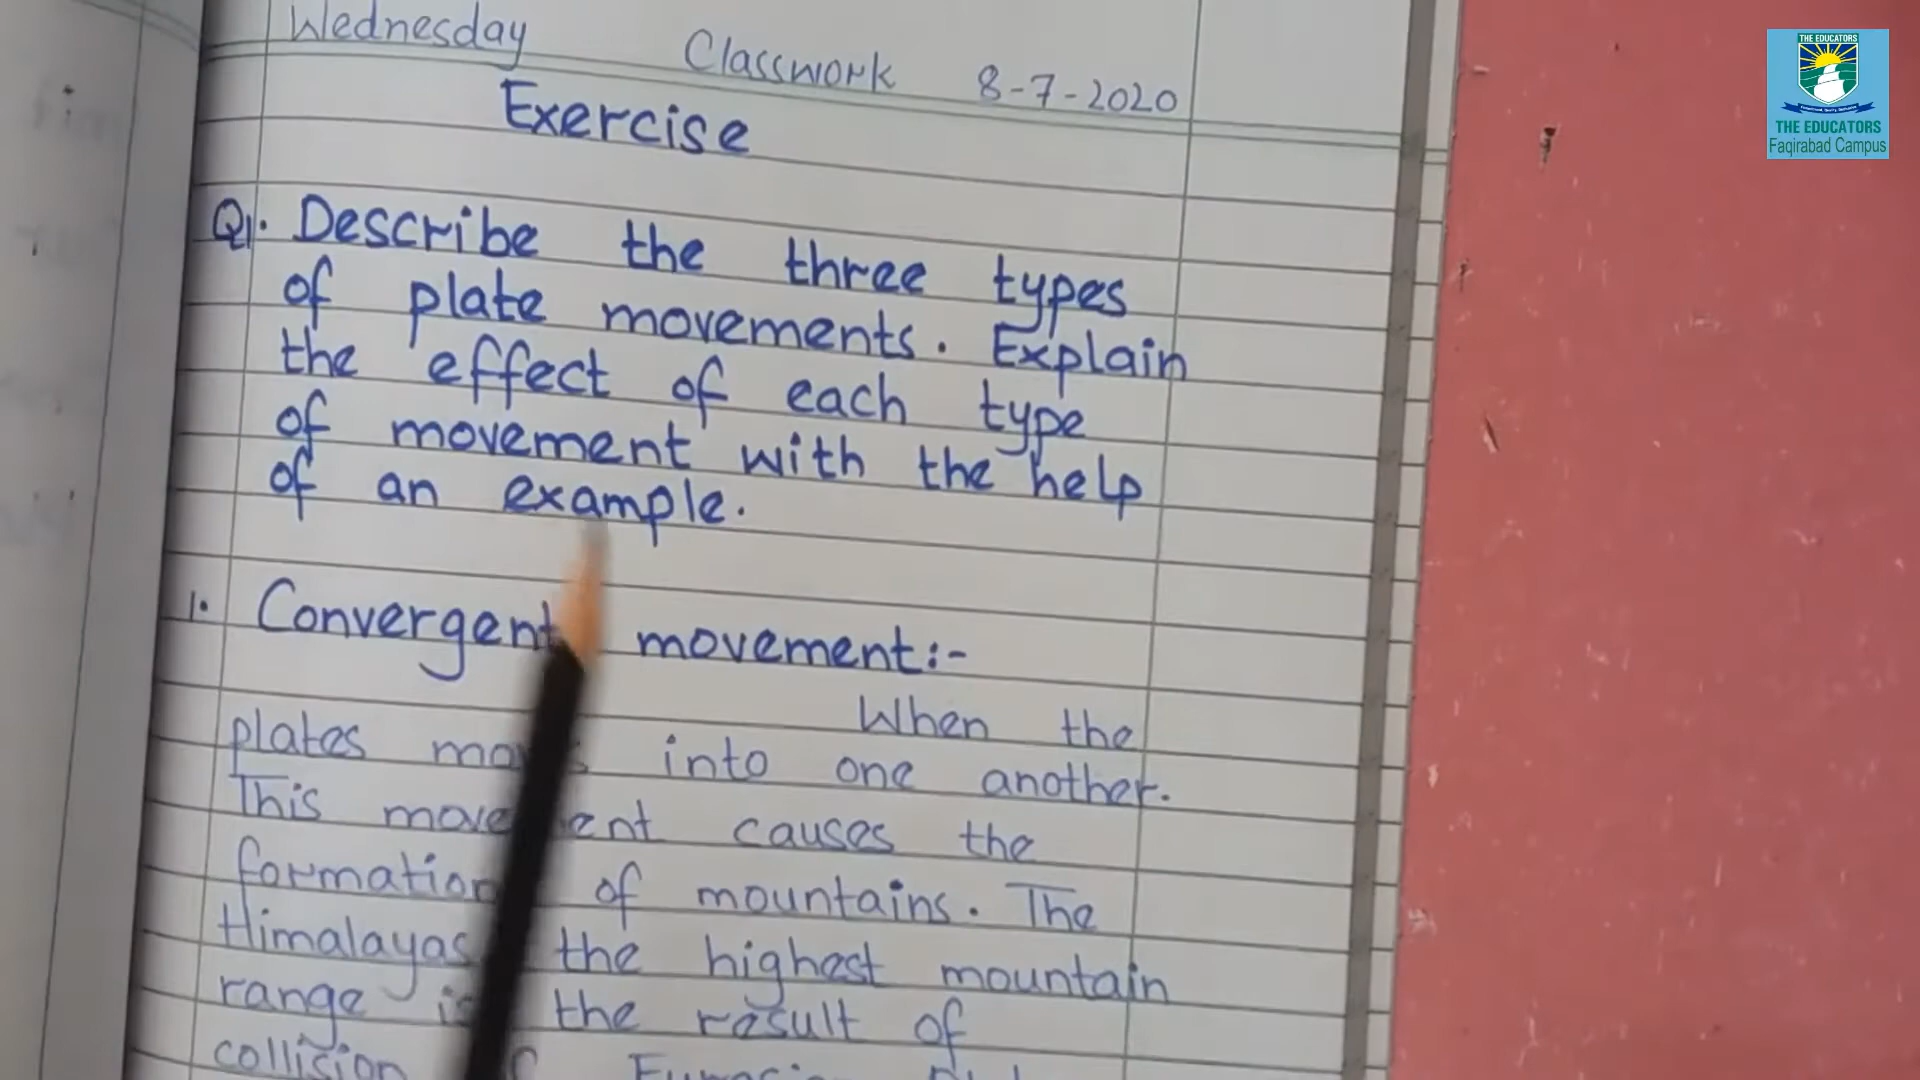 Wednesday Classwork 8-7-2020
Exercise
Q1. Describe the three types
of plate movements. Explain
the effect of each type
of movement with the help
of an example.
1. Convergent movement:-
When the
plates into one another.
This causes the
formation of mountains. The
Himalayas the highest mountain
range is the result of
collision
THE EDUCATORS
THE EDUCATORS
Faqirabad Campus